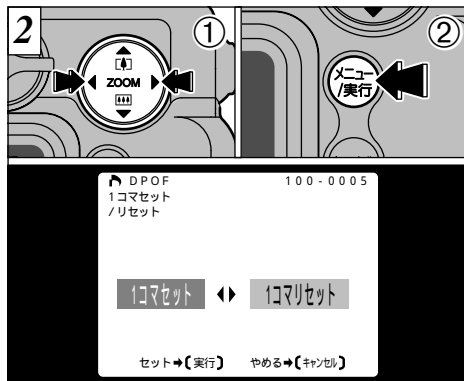 2
①
ZOOM
②
メニュー
/実行
DPOF 100-0005
1コマセット
/リセット
1コマセット 1コマリセット
セット➡【実行】 やめる➡【キャンセル】